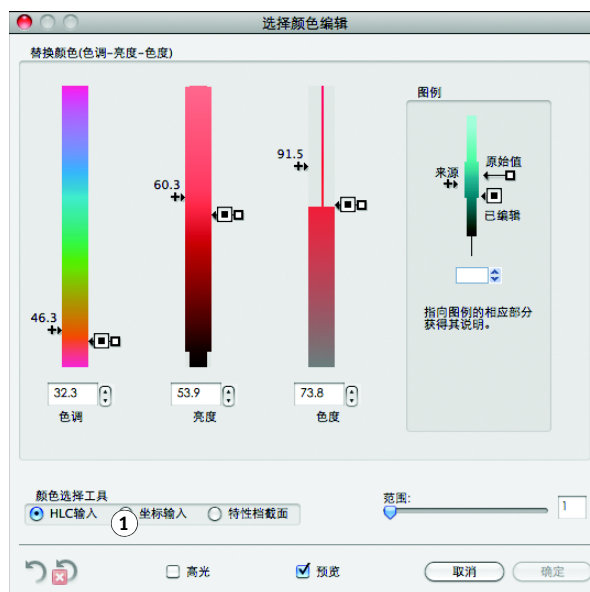 选择颜色编辑
替换颜色(色调-亮度-色度)
图例
91.5
原始值
来源
60.3
已编辑
46.3
指向图例的相应部分
获得其说明。
32.3
53.9
73.8
色调
亮度
色度
颜色选择工具
范围:
HLC输入
1
坐标输入
特性档截面
1
高光
预览
取消
确定